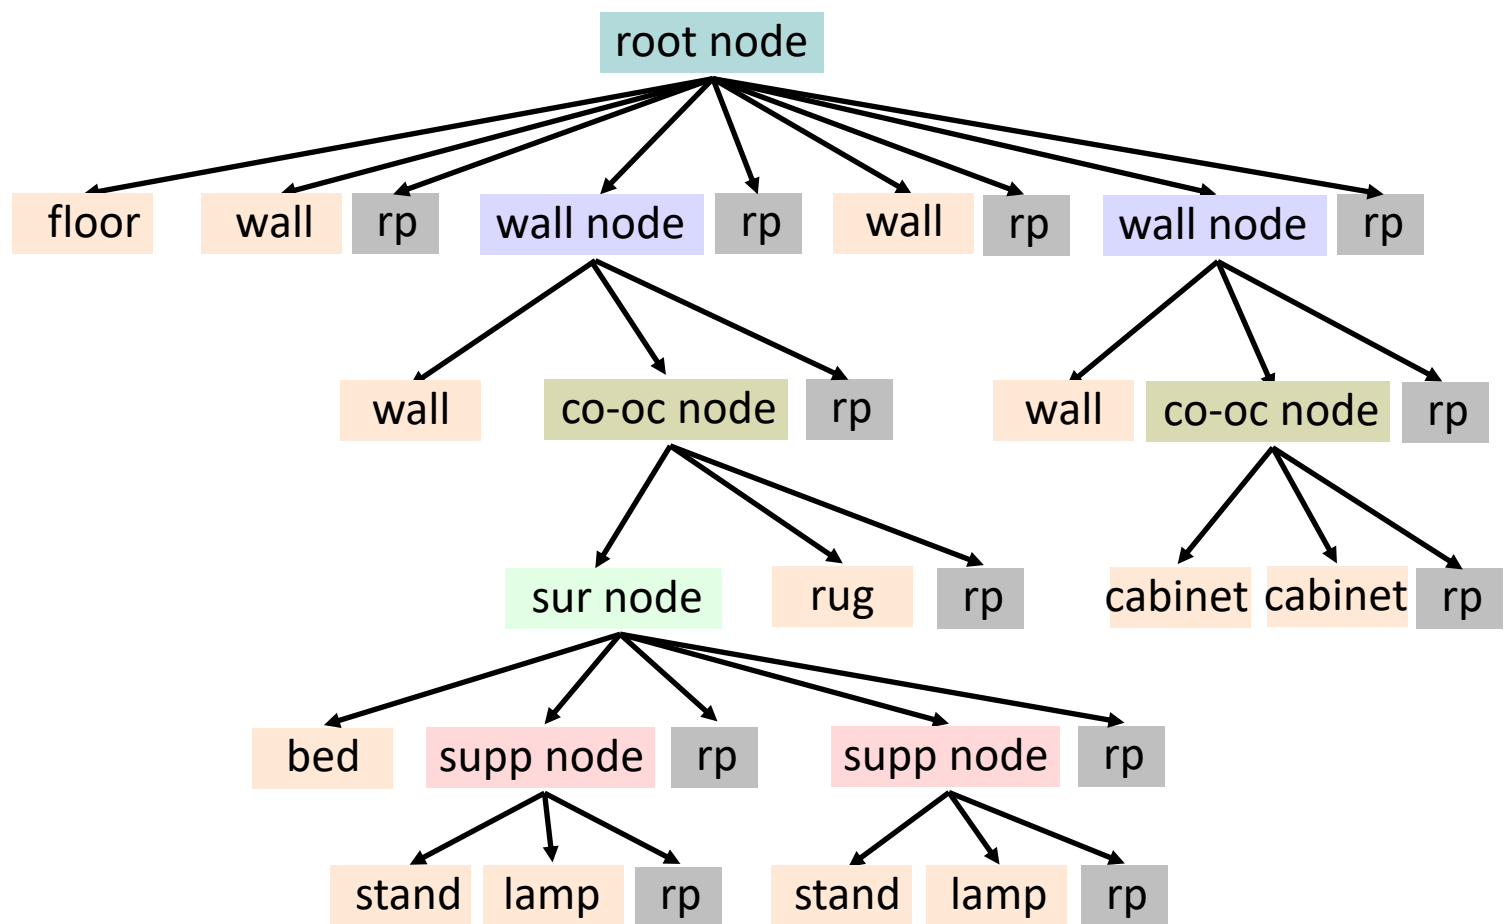 root node
floor wall rp wall node rp wall rp wall node rp
wall co-oc node rp wall co-oc node rp
sur node rug rp cabinet cabinet rp
bed supp node rp supp node rp
stand lamp rp stand lamp rp